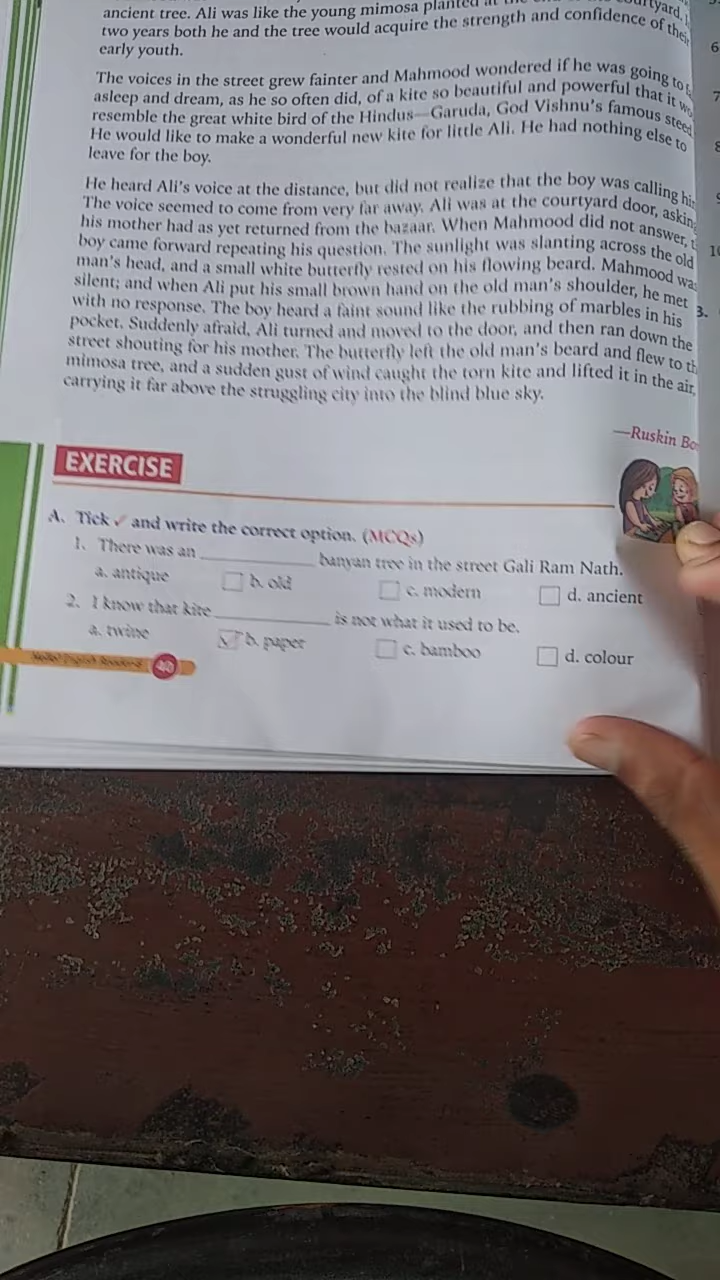 ancient tree. Ali was like the young mimosa planted at the courtyard,
two years both he and the tree would acquire the strength and confidence of their
early youth.
The voices in the street grew fainter and Mahmood wondered if he was going to
asleep and dream, as he so often did, of a kite so beautiful and powerful that it
resemble the great white bird of the Hindus—Garuda, God Vishnu's famous steed
He would like to make a wonderful new kite for little Ali. He had nothing else to
leave for the boy.
He heard Ali's voice at the distance, but did not realize that the boy was calling
The voice seemed to come from very far away. Ali was at the courtyard door, asking
his mother had as yet returned from the bazaar. When Mahmood did not answer,
boy came forward repeating his question. The sunlight was slanting across the old
man's head, and a small white butterfly rested on his flowing beard. Mahmood was
silent; and when Ali put his small brown hand on the old man's shoulder, he met
with no response. The boy heard a faint sound like the rubbing of marbles in his
pocket. Suddenly afraid, Ali turned and moved to the door, and then ran down the
street shouting for his mother. The butterfly left the old man's beard and flew to
mimosa tree, and a sudden gust of wind caught the torn kite and lifted it in the air,
carrying it far above the struggling city into the blind blue sky.
—Ruskin
EXERCISE
A. Tick ✓ and write the correct option. (MCQs)
1. There was an ____________ banyan tree in the street Gali Ram Nath.
a. antique b. old c. modern d. ancient
2. I know that kite ____________ is not what it used to be.
a. twine b. paper c. bamboo d. colour
6
7
8
3.